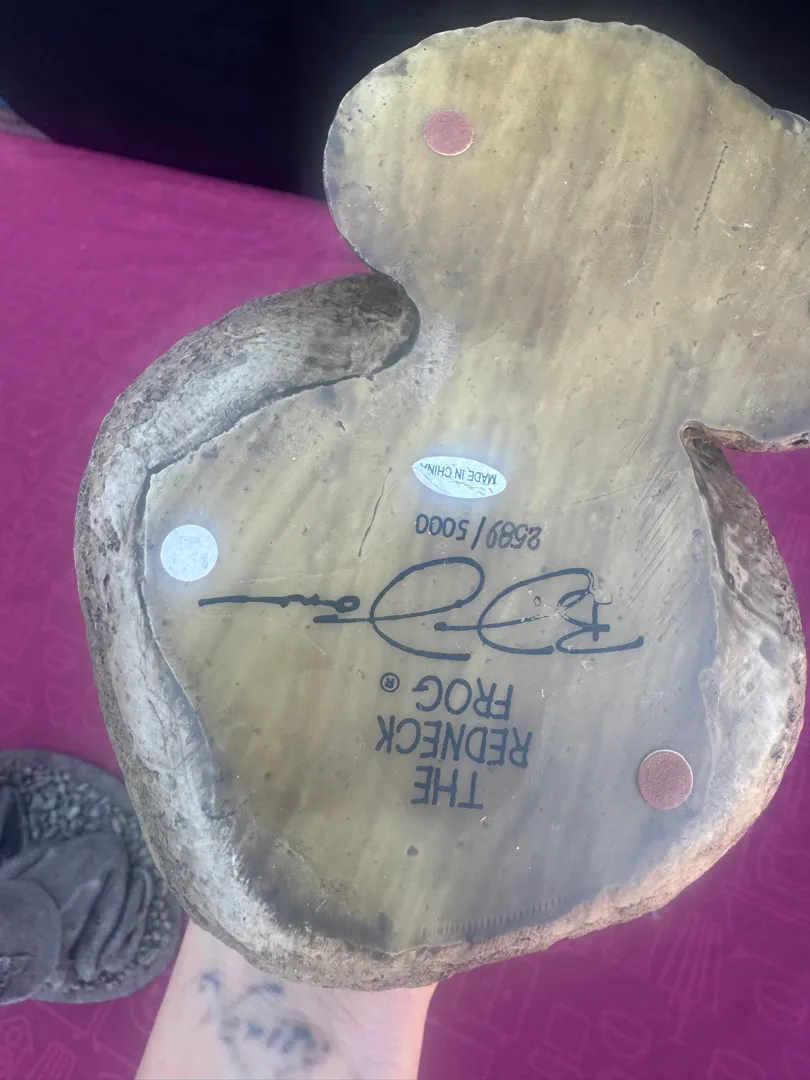 THE
REDNECK
FROG ®
2589/5000
MADE IN CHINA